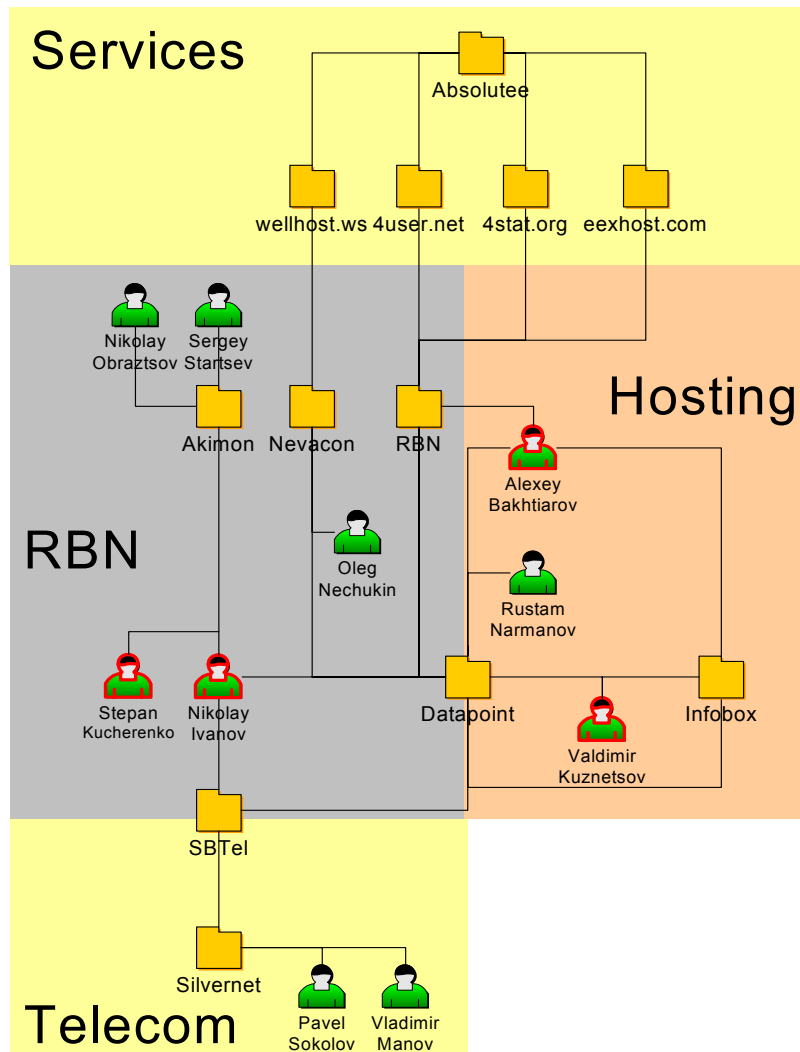 Services
Absolutee
wellhost.ws
4user.net
4stat.org
eexhost.com
Nikolay
Obraztsov
Sergey
Startsev
Hosting
Akimon
Nevacon
RBN
Alexey
Bakhtiarov
RBN
Oleg
Nechukin
Rustam
Narmanov
Stepan
Kucherenko
Nikolay
Ivanov
Datapoint
Valdimir
Kuznetsov
Infobox
SBTel
Silvernet
Pavel
Sokolov
Vladimir
Manov
Telecom